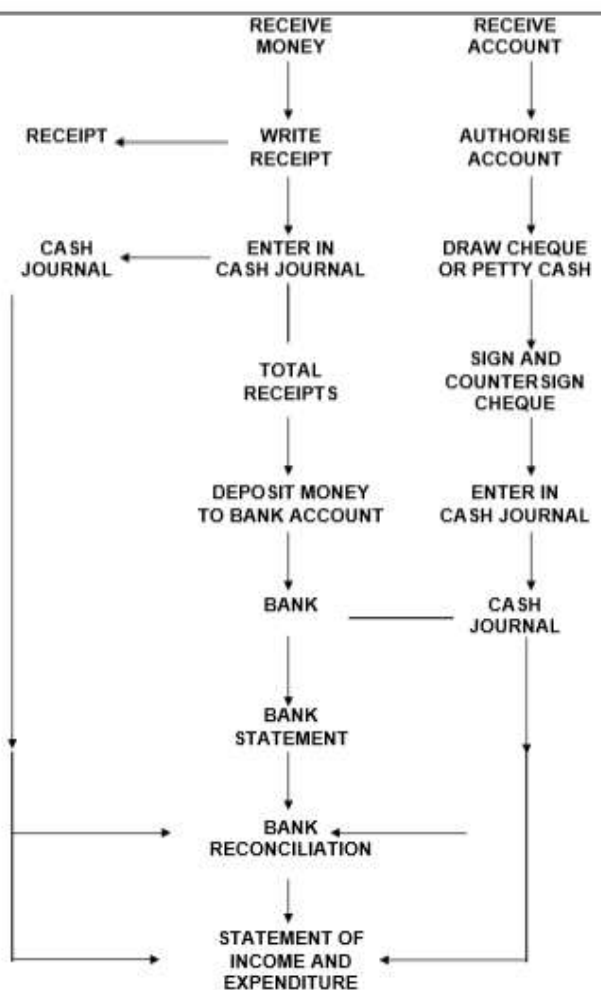 RECEIVE
MONEY
RECEIVE
ACCOUNT
RECEIPT
WRITE
RECEIPT
AUTHORISE
ACCOUNT
CASH
JOURNAL
ENTER IN
CASH JOURNAL
DRAW CHEQUE
OR PETTY CASH
TOTAL
RECEIPTS
SIGN AND
COUNTERSIGN
CHEQUE
DEPOSIT MONEY
TO BANK ACCOUNT
ENTER IN
CASH JOURNAL
BANK
CASH
JOURNAL
BANK
STATEMENT
BANK
RECONCILIATION
STATEMENT OF
INCOME AND
EXPENDITURE